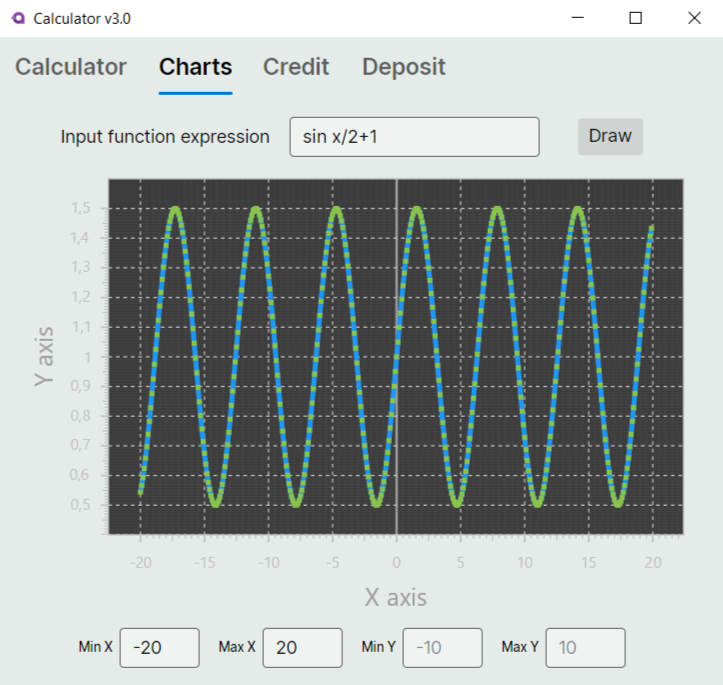 Calculator v3.0
Calculator Charts Credit Deposit
Input function expression sin x/2+1 Draw
1,5
1,4
1,3
1,2
1,1
1
0,9
0,8
0,7
0,6
0,5
Y axis
-20 -15 -10 -5 0 5 10 15 20
X axis
Min X -20 Max X 20 Min Y -10 Max Y 10